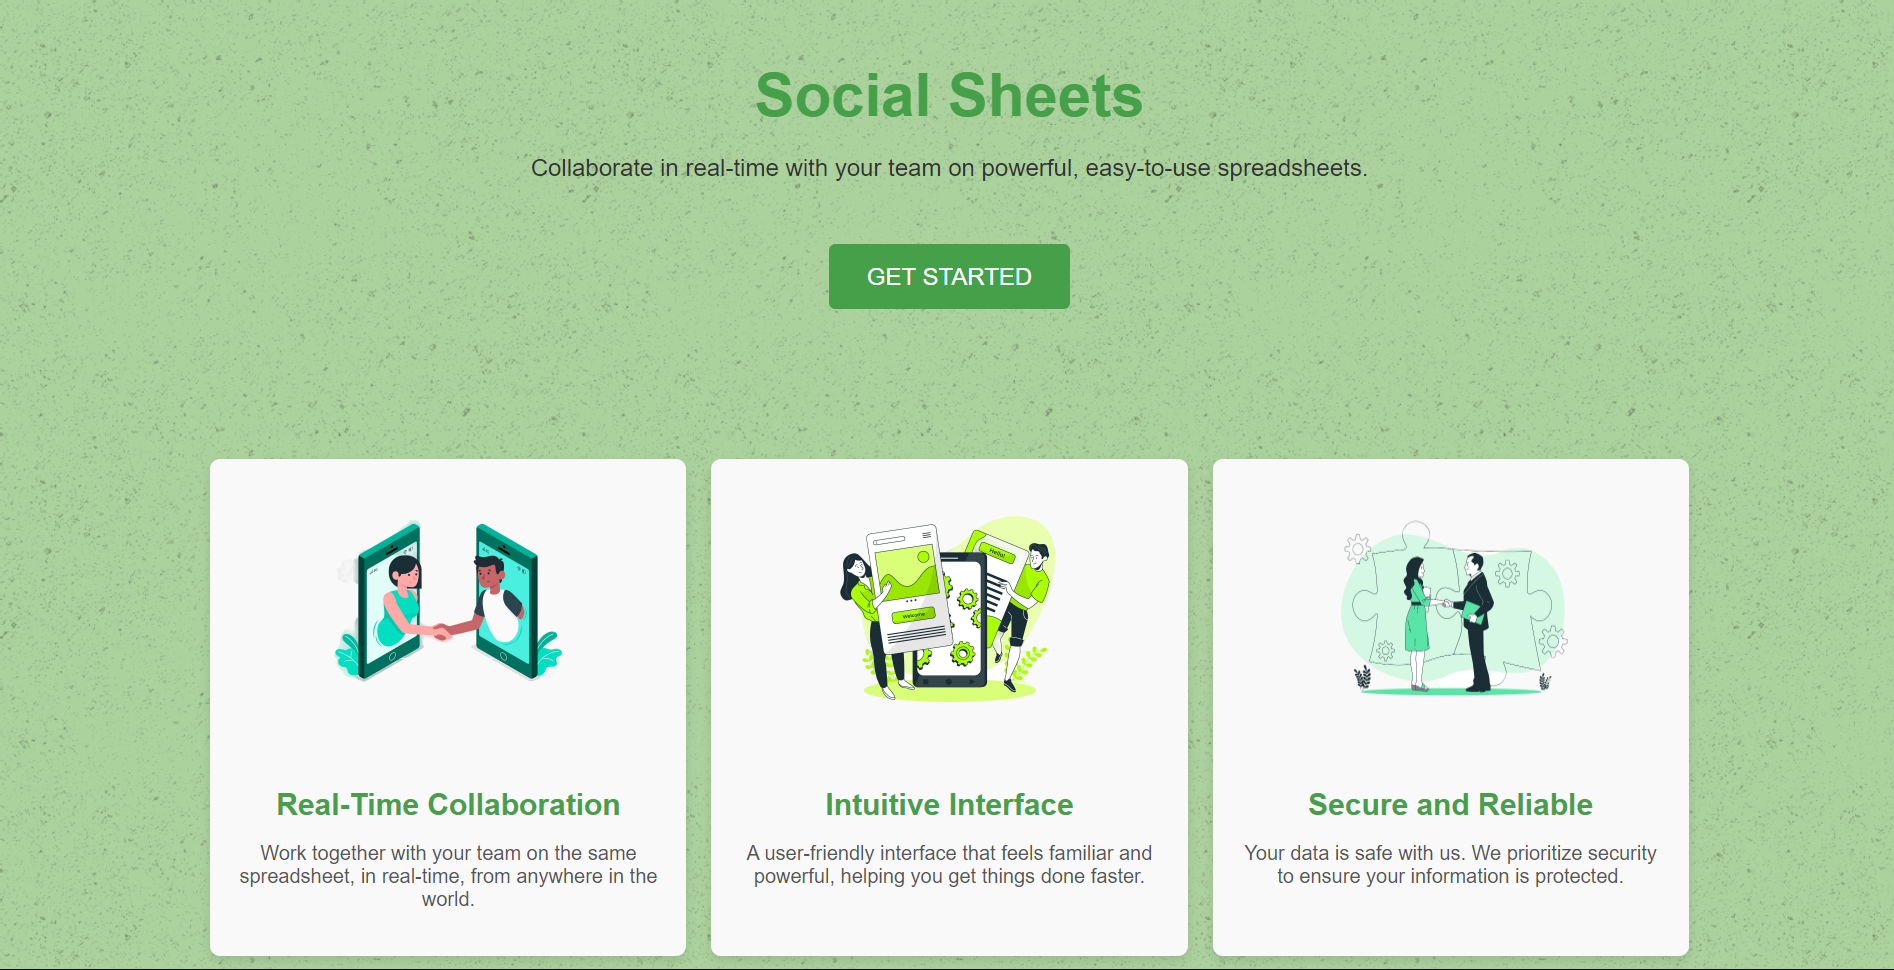 Social Sheets
Collaborate in real-time with your team on powerful, easy-to-use spreadsheets.
GET STARTED
Hello!
Welcome
Real-Time Collaboration
Work together with your team on the same
spreadsheet, in real-time, from anywhere in the
world.
Intuitive Interface
A user-friendly interface that feels familiar and
powerful, helping you get things done faster.
Secure and Reliable
Your data is safe with us. We prioritize security
to ensure your information is protected.